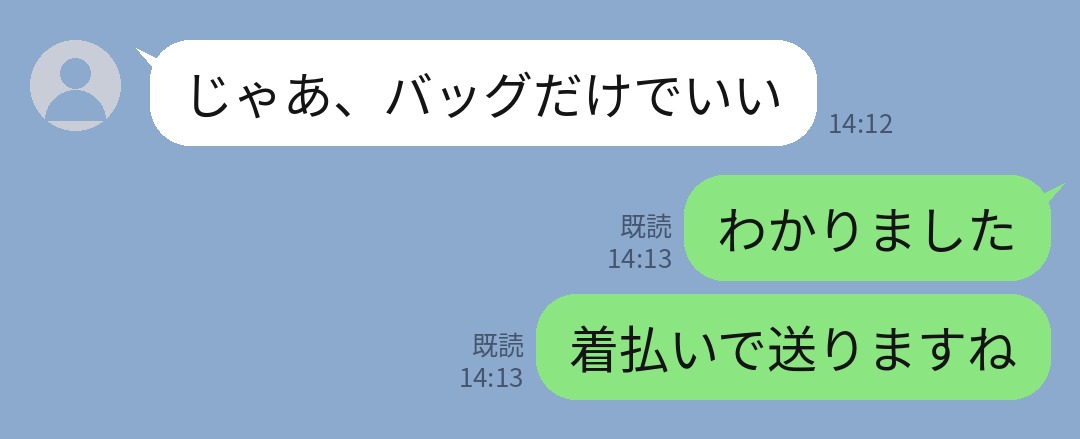 じゃあ、バッグだけでいい
14:12
わかりました
既読
14:13
着払いで送りますね
既読
14:13